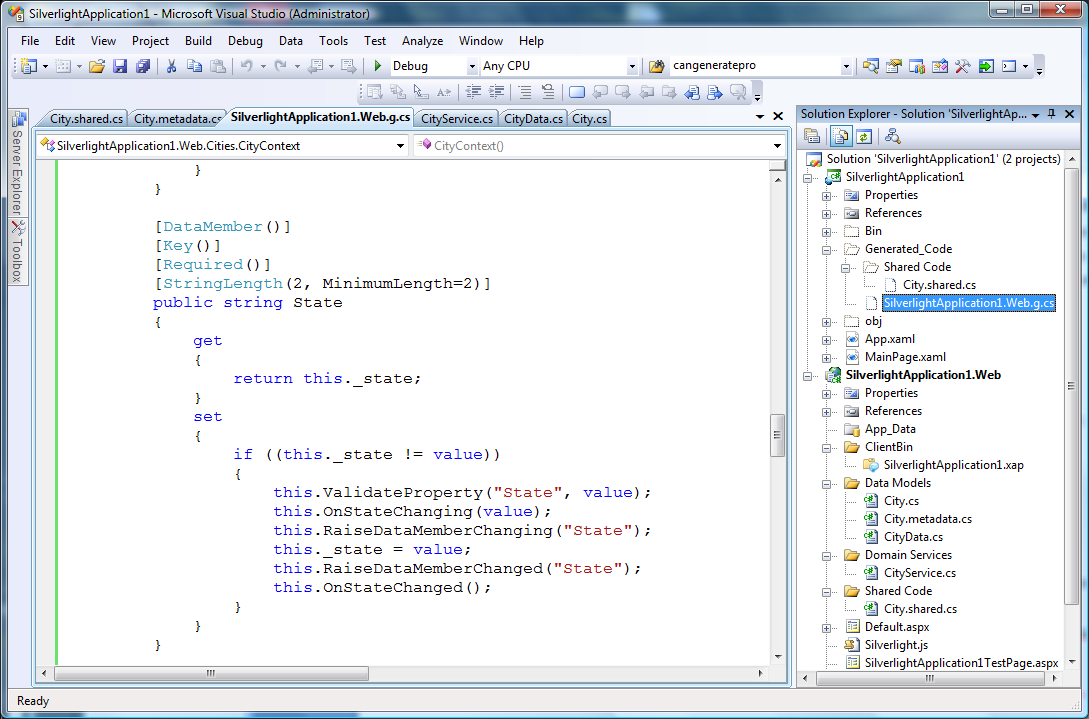 SilverlightApplication1 - Microsoft Visual Studio (Administrator)
File Edit View Project Build Debug Data Tools Test Analyze Window Help
Debug Any CPU cangeneratepro
City.shared.cs City.metadata.cs SilverlightApplication1.Web.g.cs CityService.cs CityData.cs City.cs
SilverlightApplication1.Web.Cities.CityContext CityContext()
Server Explorer
Toolbox
}
}
[DataMember()]
[Key()]
[Required()]
[StringLength(2, MinimumLength=2)]
public string State
{
get
{
return this._state;
}
set
{
if ((this._state != value))
{
this.ValidateProperty("State", value);
this.OnStateChanging(value);
this.RaiseDataMemberChanging("State");
this._state = value;
this.RaiseDataMemberChanged("State");
this.OnStateChanged();
}
}
}
Solution Explorer - Solution 'SilverlightAp...
Solution 'SilverlightApplication1' (2 projects)
SilverlightApplication1
Properties
References
Bin
Generated_Code
Shared Code
City.shared.cs
SilverlightApplication1.Web.g.cs
obj
App.xaml
MainPage.xaml
SilverlightApplication1.Web
Properties
References
App_Data
ClientBin
SilverlightApplication1.xap
Data Models
City.cs
City.metadata.cs
CityData.cs
Domain Services
CityService.cs
Shared Code
City.shared.cs
Default.aspx
Silverlight.js
SilverlightApplication1TestPage.aspx
Ready